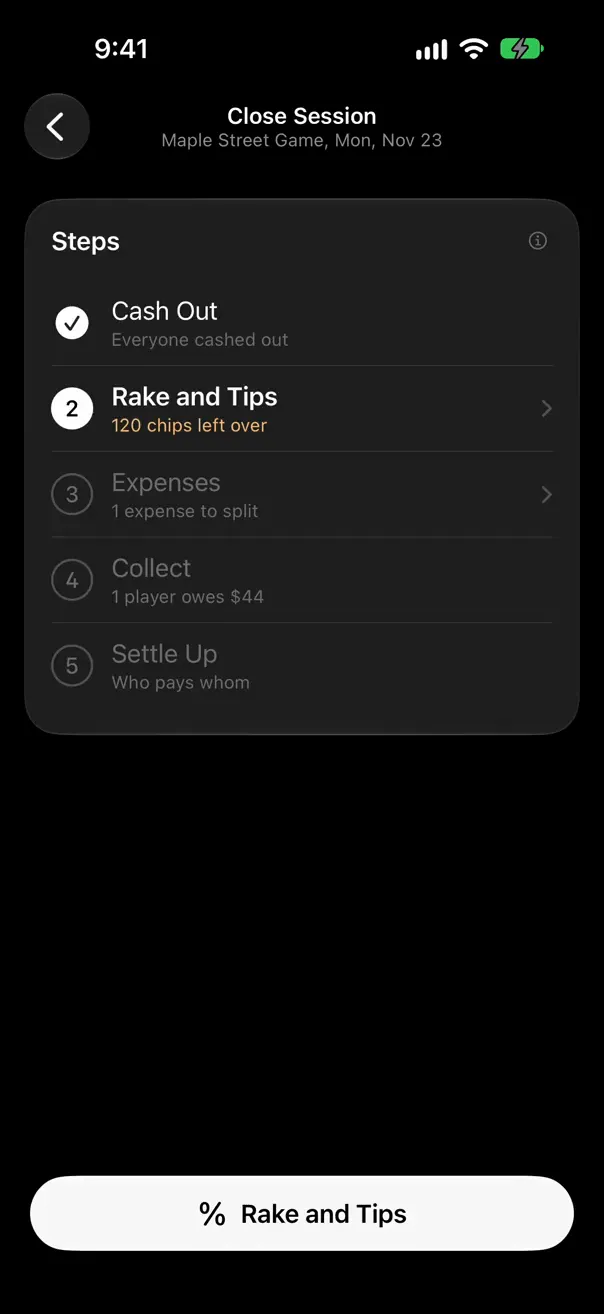 9:41
Close Session
Maple Street Game, Mon, Nov 23
Steps
Cash Out
Everyone cashed out
2
Rake and Tips
120 chips left over
3
Expenses
1 expense to split
4
Collect
1 player owes $44
5
Settle Up
Who pays whom
% Rake and Tips